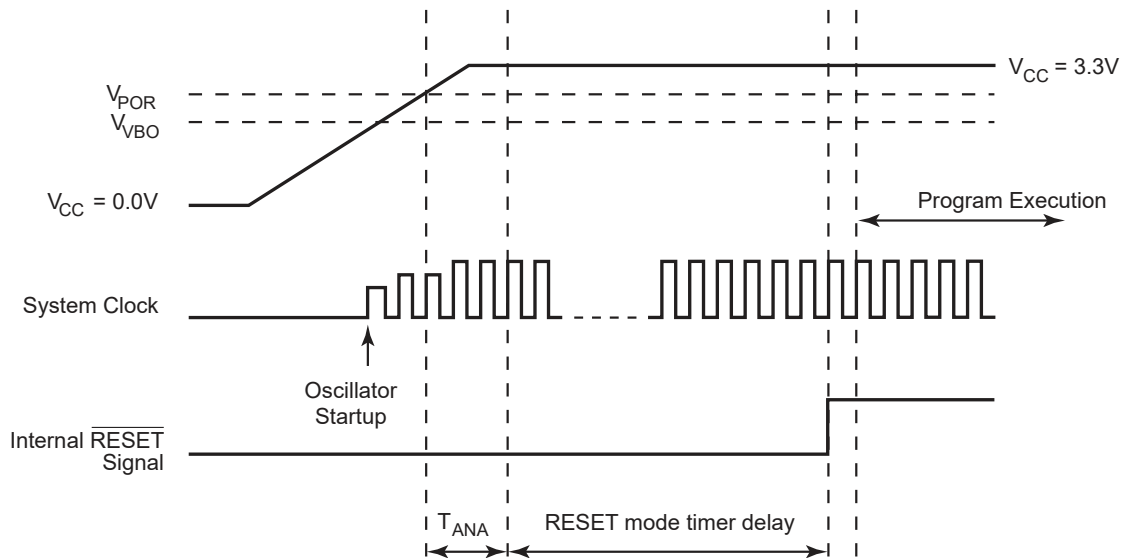 V_CC = 3.3V
V_POR
V_VBO
V_CC = 0.0V
Program Execution
System Clock
Oscillator
Startup
Internal R̅E̅S̅E̅T̅
Signal
T_ANA
RESET mode timer delay